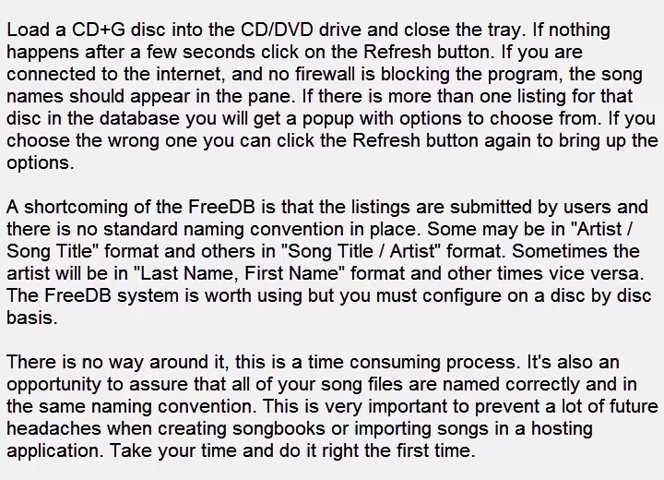 Load a CD+G disc into the CD/DVD drive and close the tray. If nothing
happens after a few seconds click on the Refresh button. If you are
connected to the internet, and no firewall is blocking the program, the song
names should appear in the pane. If there is more than one listing for that
disc in the database you will get a popup with options to choose from. If you
choose the wrong one you can click the Refresh button again to bring up the
options.
A shortcoming of the FreeDB is that the listings are submitted by users and
there is no standard naming convention in place. Some may be in "Artist /
Song Title" format and others in "Song Title / Artist" format. Sometimes the
artist will be in "Last Name, First Name" format and other times vice versa.
The FreeDB system is worth using but you must configure on a disc by disc
basis.
There is no way around it, this is a time consuming process. It's also an
opportunity to assure that all of your song files are named correctly and in
the same naming convention. This is very important to prevent a lot of future
headaches when creating songbooks or importing songs in a hosting
application. Take your time and do it right the first time.